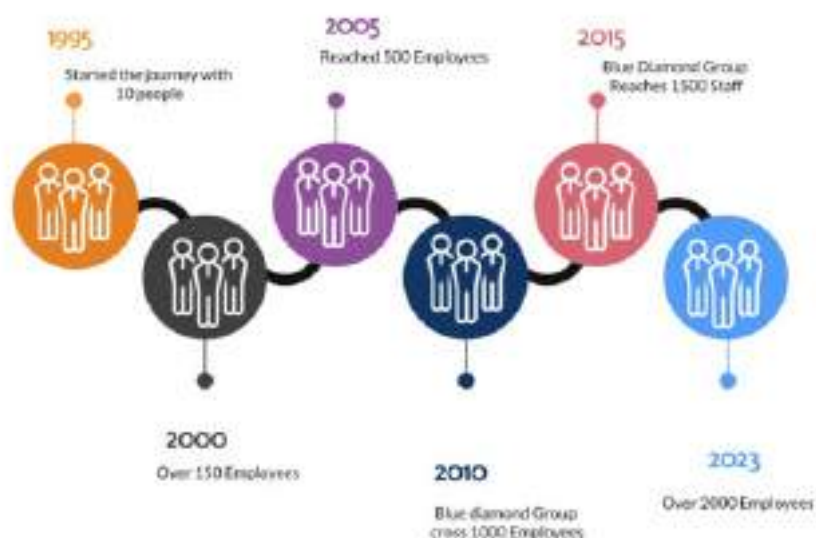 1995
Started the journey with
10 people
2000
Over 150 Employees
2005
Reached 500 Employees
2010
Blue diamond Group
cross 1000 Employees
2015
Blue Diamond Group
Reaches 1500 Staff
2023
Over 2000 Employees